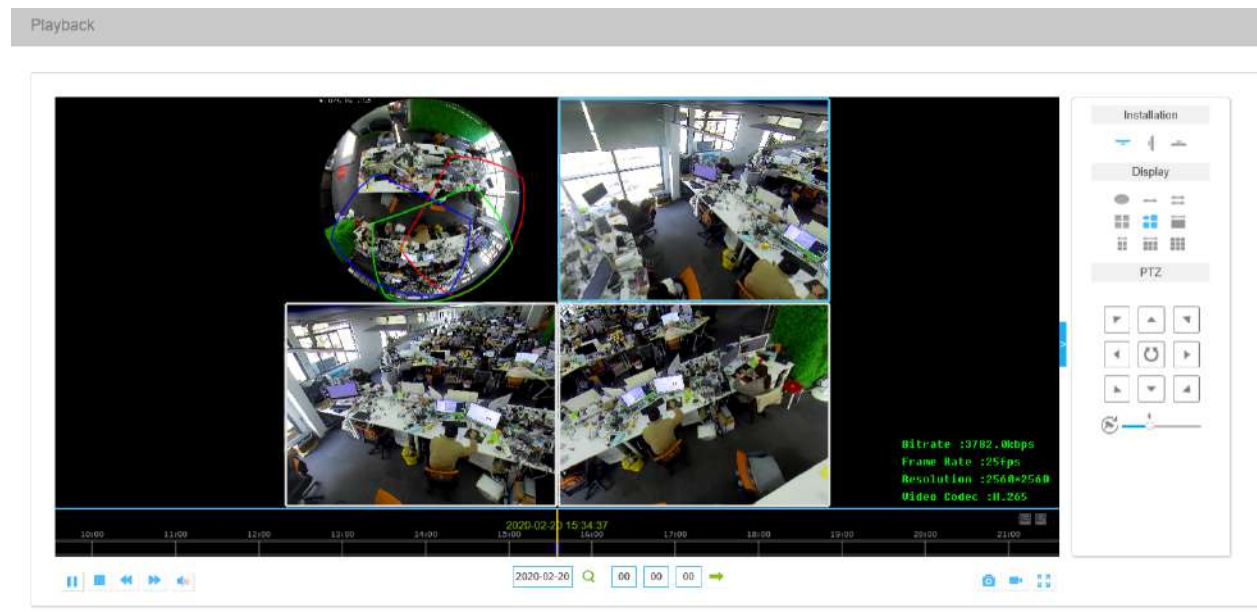 Playback
Installation
Display
PTZ
Bitrate :3782.0kbps
Frame Rate :25fps
Resolution :2560*2560
Video Codec :H.265
2020-02-20 15:34:37
10:00 11:00 12:00 13:00 14:00 15:00 16:00 17:00 18:00 19:00 20:00 21:00
2020-02-20 00 00 00